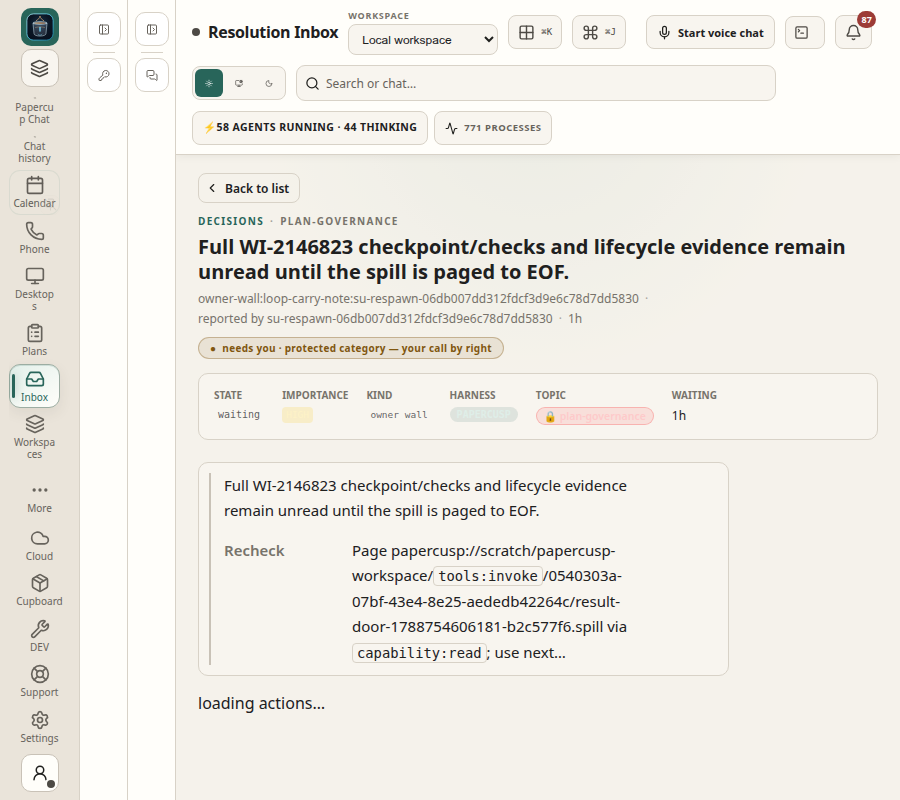 Resolution Inbox
WORKSPACE
Local workspace
⌘K
⌘J
Start voice chat
87
Search or chat...
⚡58 AGENTS RUNNING · 44 THINKING
771 PROCESSES
Papercu
p Chat
Chat
history
Calendar
Phone
Desktop
s
Plans
Inbox
Workspa
ces
More
Cloud
Cupboard
DEV
Support
Settings
Back to list
DECISIONS · PLAN-GOVERNANCE
Full WI-2146823 checkpoint/checks and lifecycle evidence remain
unread until the spill is paged to EOF.
owner-wall:loop-carry-note:su-respawn-06db007dd312fdcf3d9e6c78d7dd5830 ·
reported by su-respawn-06db007dd312fdcf3d9e6c78d7dd5830 · 1h
● needs you · protected category — your call by right
STATE IMPORTANCE KIND HARNESS TOPIC WAITING
waiting owner wall PAPERCUSP 🔒 plan-governance 1h
Full WI-2146823 checkpoint/checks and lifecycle evidence
remain unread until the spill is paged to EOF.
Recheck Page papercusp://scratch/papercusp-
workspace/tools:invoke/0540303a-
07bf-43e4-8e25-aededb42264c/result-
door-1788754606181-b2c577f6.spill via
capability:read; use next...
loading actions...